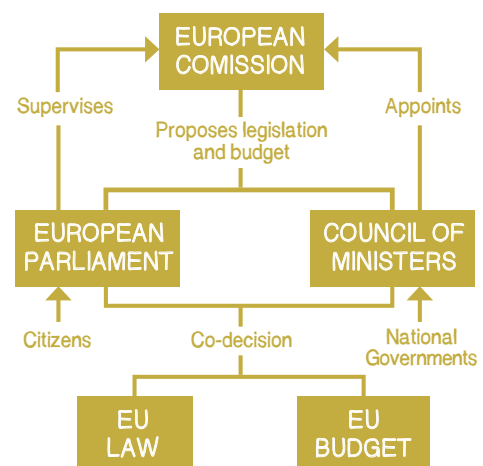 EUROPEAN
COMISSION
Supervises
Appoints
Proposes legislation
and budget
EUROPEAN
PARLIAMENT
COUNCIL OF
MINISTERS
Citizens
Co-decision
National
Governments
EU
LAW
EU
BUDGET